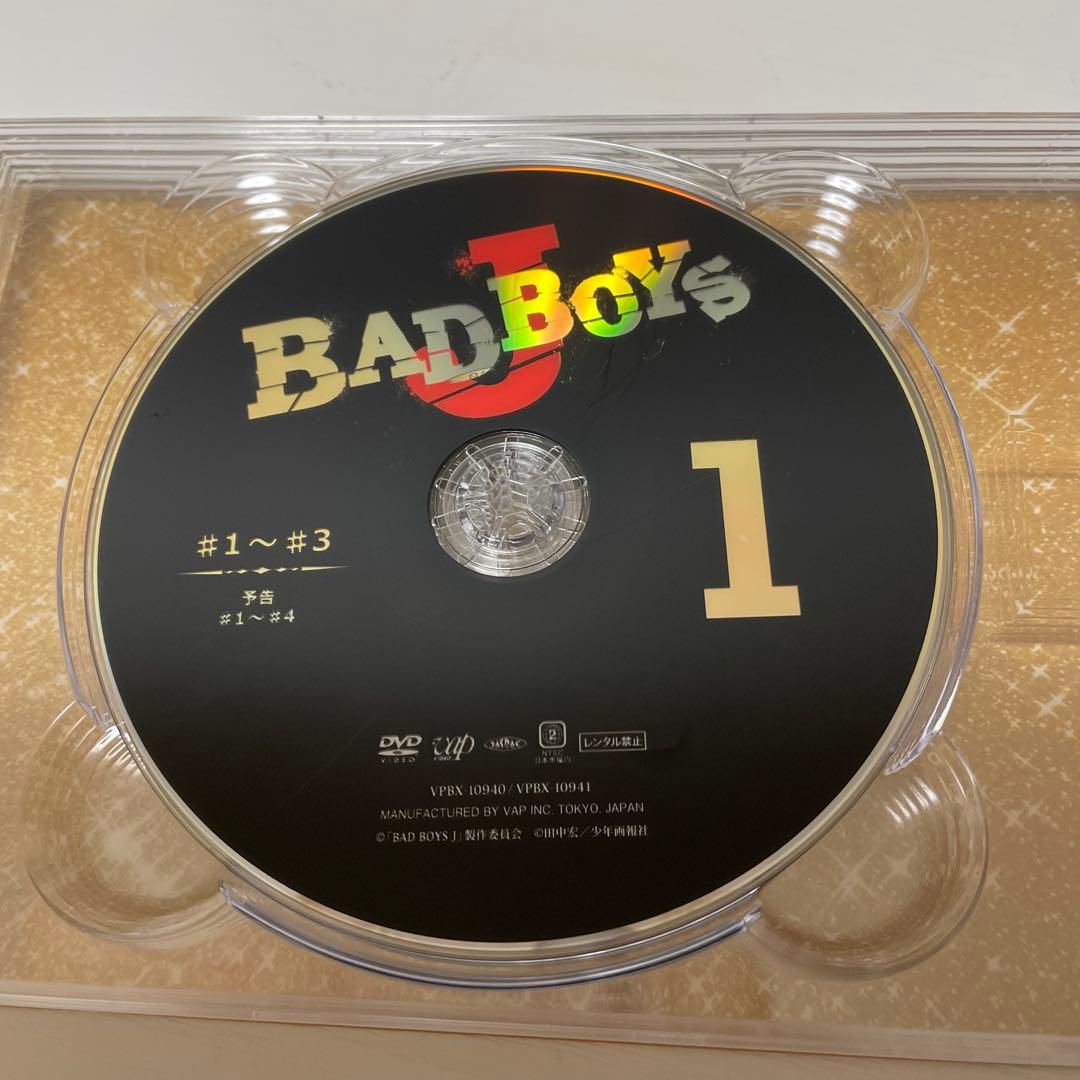 BAD BOYS
J
1
#1～#3
予告
#1～#4
DVD VIDEO vap VIDEO 2 NTSC 日本市場向 レンタル禁止
VPBX-10940 / VPBX-10941
MANUFACTURED BY VAP INC. TOKYO. JAPAN
©「BAD BOYS J」製作委員会 ©田中宏／少年画報社